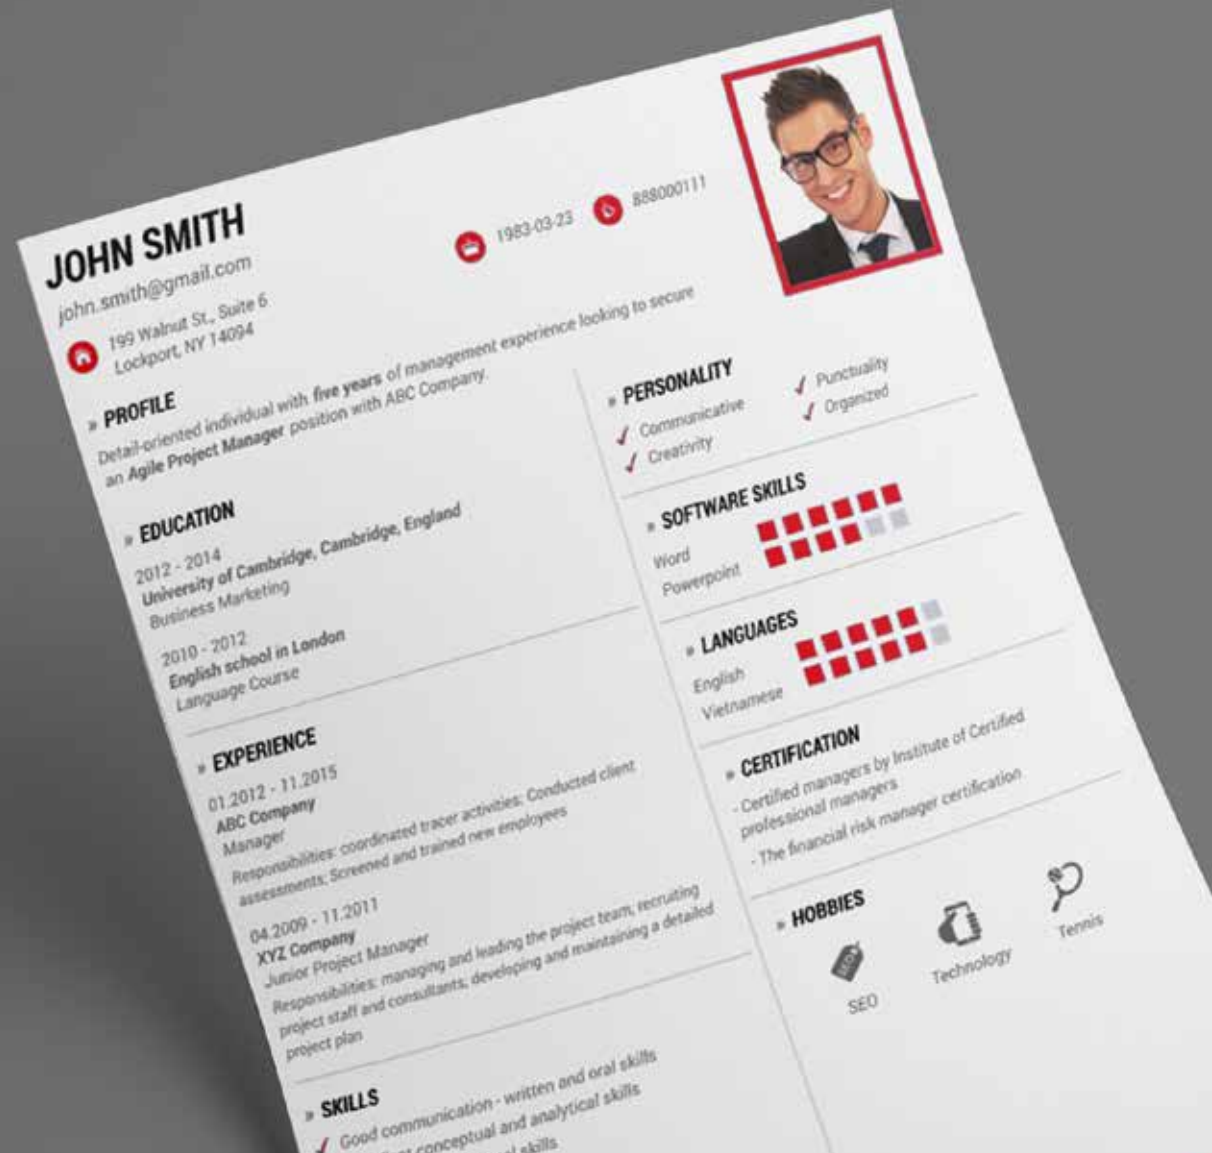 JOHN SMITH
john.smith@gmail.com
199 Walnut St., Suite 6
Lockport, NY 14094
1983-03-23
888000111
» PROFILE
Detail-oriented individual with five years of management experience looking to secure
an Agile Project Manager position with ABC Company.
» EDUCATION
2012 - 2014
University of Cambridge, Cambridge, England
Business Marketing
2010 - 2012
English school in London
Language Course
» EXPERIENCE
01.2012 - 11.2015
ABC Company
Manager
Responsibilities: coordinated tracer activities: Conducted client
assessments; Screened and trained new employees
04.2009 - 11.2011
XYZ Company
Junior Project Manager
Responsibilities: managing and leading the project team; recruiting
project staff and consultants; developing and maintaining a detailed
project plan
» SKILLS
Good communication - written and oral skills
conceptual and analytical skills
skills
» PERSONALITY
Communicative
Creativity
Punctuality
Organized
» SOFTWARE SKILLS
Word
Powerpoint
» LANGUAGES
English
Vietnamese
» CERTIFICATION
- Certified managers by Institute of Certified
professional managers
- The financial risk manager certification
» HOBBIES
SEO
SEO
Technology
Tennis